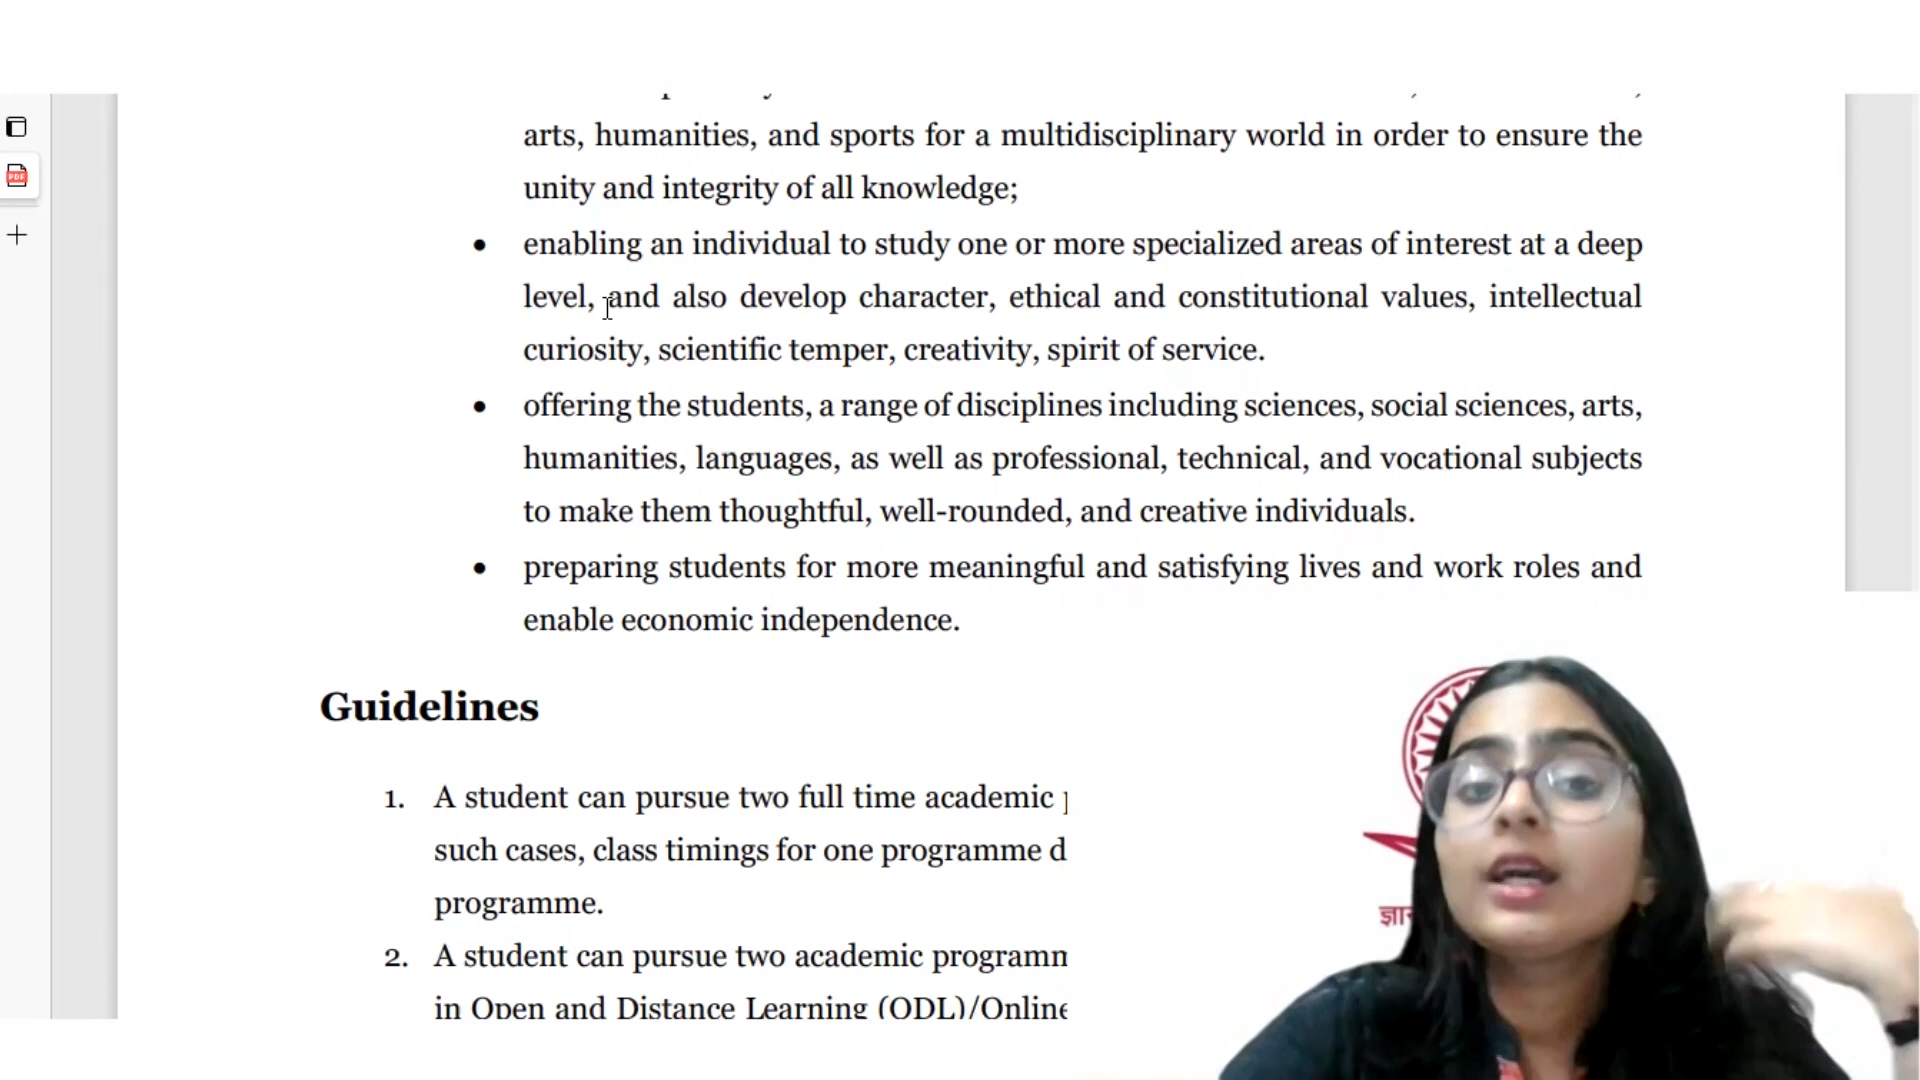 arts, humanities, and sports for a multidisciplinary world in order to ensure the
unity and integrity of all knowledge;
• enabling an individual to study one or more specialized areas of interest at a deep
level, and also develop character, ethical and constitutional values, intellectual
curiosity, scientific temper, creativity, spirit of service.
• offering the students, a range of disciplines including sciences, social sciences, arts,
humanities, languages, as well as professional, technical, and vocational subjects
to make them thoughtful, well-rounded, and creative individuals.
• preparing students for more meaningful and satisfying lives and work roles and
enable economic independence.
Guidelines
1. A student can pursue two full time academic
such cases, class timings for one programme
programme.
2. A student can pursue two academic
in Open and Distance Learning (ODL)/Online
PDF